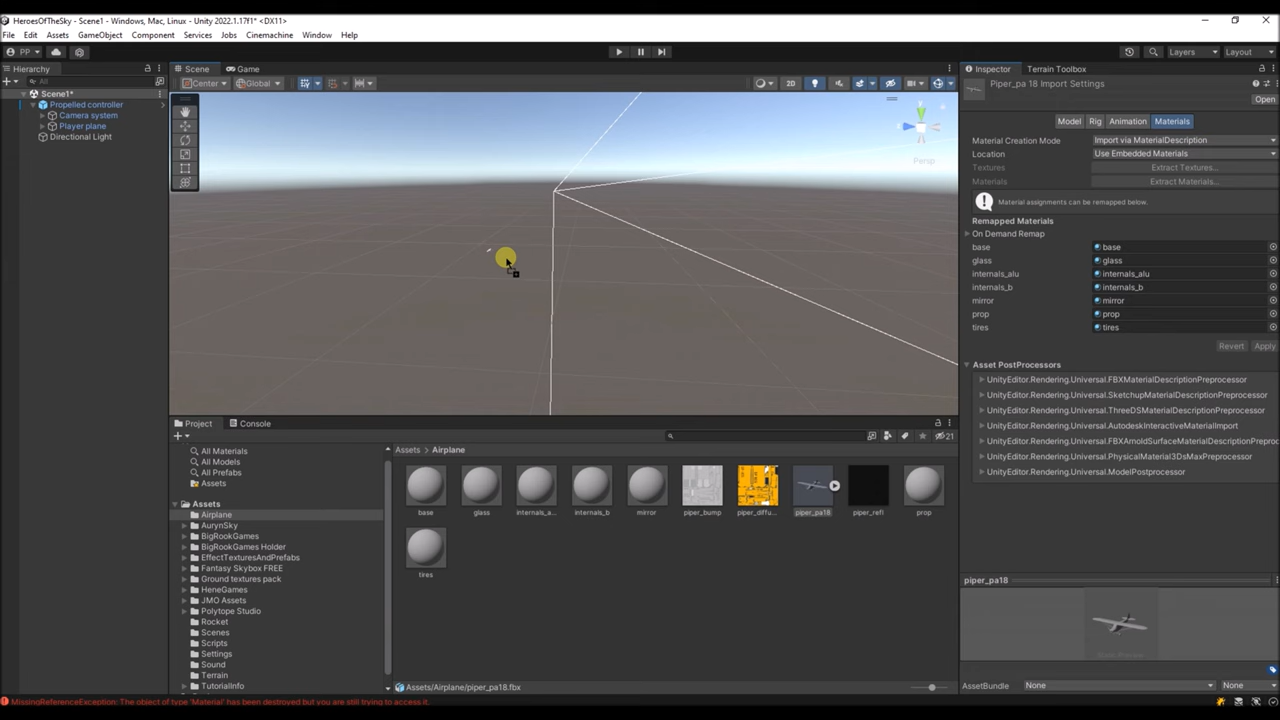 HeroesOfTheSky - Scene1 - Windows, Mac, Linux - Unity 2022.1.17f1* <DX11>
File Edit Assets GameObject Component Services Jobs Cinemachine Window Help
PP Layers Layout
Hierarchy
All
Scene1*
Propelled controller
Camera system
Player plane
Directional Light
Scene Game
Center Global 2D
Persp
Inspector Terrain Toolbox
Piper_pa 18 Import Settings
Open
Model Rig Animation Materials
Material Creation Mode Import via MaterialDescription
Location Use Embedded Materials
Textures Extract Textures...
Materials Extract Materials...
Material assignments can be remapped below.
Remapped Materials
On Demand Remap
base base
glass glass
internals_alu internals_alu
internals_b internals_b
mirror mirror
prop prop
tires tires
Revert Apply
Asset PostProcessors
UnityEditor.Rendering.Universal.FBXMaterialDescriptionPreprocessor
UnityEditor.Rendering.Universal.SketchupMaterialDescriptionPreprocessor
UnityEditor.Rendering.Universal.ThreeDSMaterialDescriptionPreprocessor
UnityEditor.Rendering.Universal.AutodeskInteractiveMaterialImport
UnityEditor.Rendering.Universal.FBXArnoldSurfaceMaterialDescriptionPreproce
UnityEditor.Rendering.Universal.PhysicalMaterial3DsMaxPreprocessor
UnityEditor.Rendering.Universal.ModelPostprocessor
Project Console
21
All Materials
All Models
All Prefabs
Assets
Assets
Airplane
AurynSky
BigRookGames
BigRookGames Holder
EffectTexturesAndPrefabs
Fantasy Skybox FREE
Ground textures pack
HeneGames
JMO Assets
Polytope Studio
Rocket
Scenes
Scripts
Settings
Sound
Terrain
TutorialInfo
Assets > Airplane
base glass internals_a... internals_b mirror piper_bump piper_diffu... piper_pa18 piper_refl prop
tires
Assets/Airplane/piper_pa18.fbx
piper_pa18
AssetBundle None None
MissingReferenceException: The object of type 'Material' has been destroyed but you are still trying to access it.